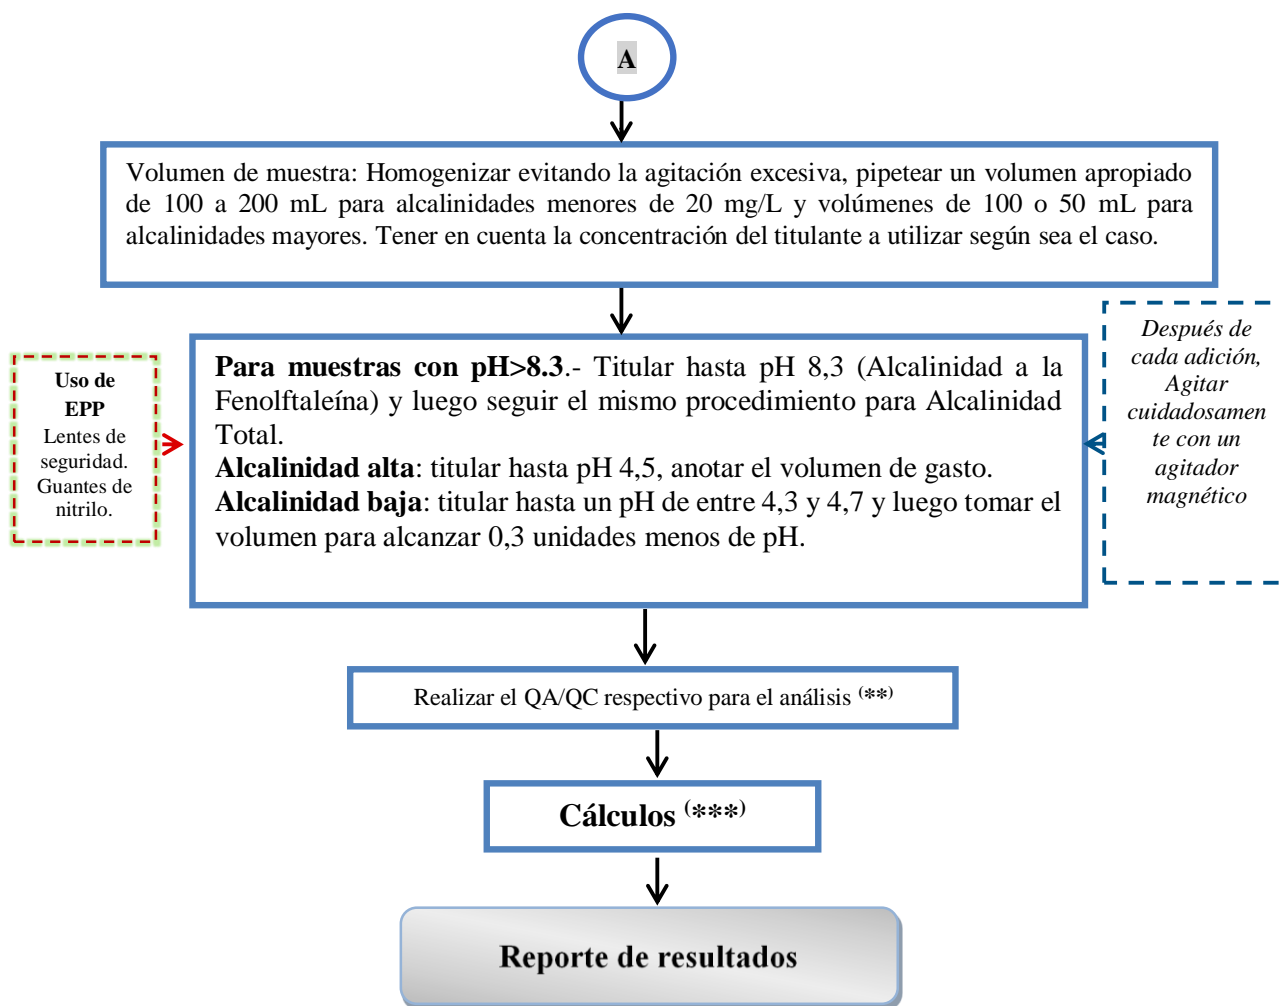 A
Volumen de muestra: Homogenizar evitando la agitación excesiva, pipetear un volumen apropiado
de 100 a 200 mL para alcalinidades menores de 20 mg/L y volúmenes de 100 o 50 mL para
alcalinidades mayores. Tener en cuenta la concentración del titulante a utilizar según sea el caso.
Uso de
EPP
Lentes de
seguridad.
Guantes de
nitrilo.
Para muestras con pH>8.3.- Titular hasta pH 8,3 (Alcalinidad a la
Fenolftaleína) y luego seguir el mismo procedimiento para Alcalinidad
Total.
Alcalinidad alta: titular hasta pH 4,5, anotar el volumen de gasto.
Alcalinidad baja: titular hasta un pH de entre 4,3 y 4,7 y luego tomar el
volumen para alcanzar 0,3 unidades menos de pH.
Después de
cada adición,
Agitar
cuidadosamen
te con un
agitador
magnético
Realizar el QA/QC respectivo para el análisis (**)
Cálculos (***)
Reporte de resultados